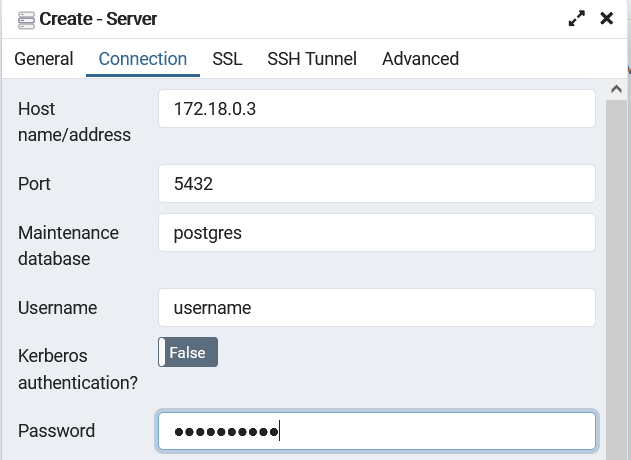 Create - Server
General Connection SSL SSH Tunnel Advanced
Host name/address 172.18.0.3
Port 5432
Maintenance database postgres
Username username
Kerberos authentication? False
Password ●●●●●●●●●●